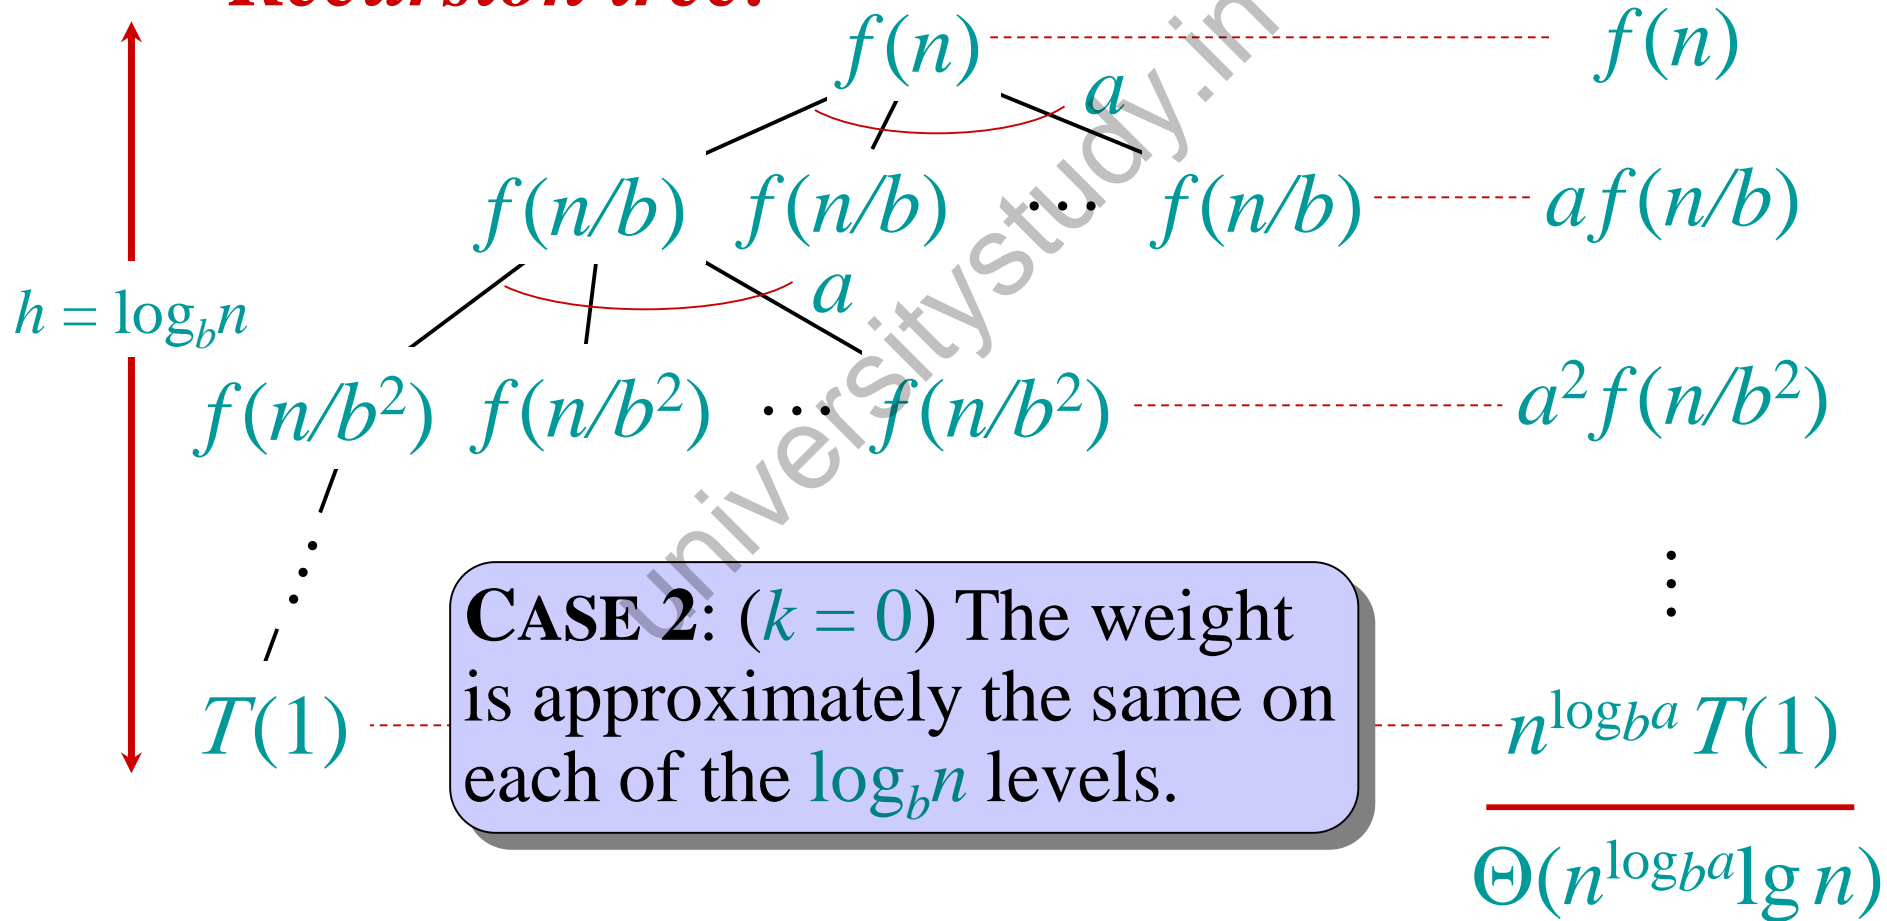 Recursion tree:
f(n) f(n)
a
f(n/b) f(n/b) ··· f(n/b) af(n/b)
a
h = log_b n
f(n/b²) f(n/b²) ··· f(n/b²) a²f(n/b²)
CASE 2: (k = 0) The weight
is approximately the same on
each of the log_b n levels.
T(1) n^{log_b a} T(1)
Θ(n^{log_b a} lg n)
universitystudy.in